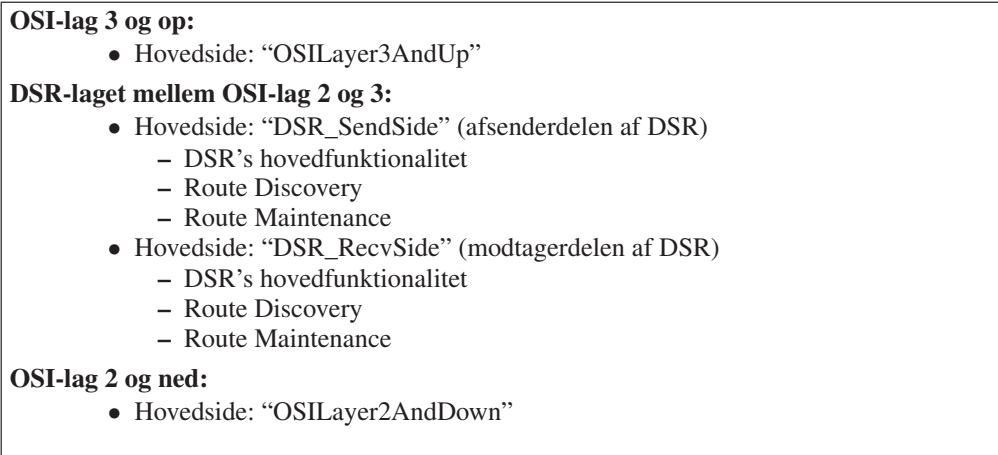 OSI-lag 3 og op:
• Hovedside: “OSILayer3AndUp”
DSR-laget mellem OSI-lag 2 og 3:
• Hovedside: “DSR_SendSide” (afsenderdelen af DSR)
– DSR’s hovedfunktionalitet
– Route Discovery
– Route Maintenance
• Hovedside: “DSR_RecvSide” (modtagerdelen af DSR)
– DSR’s hovedfunktionalitet
– Route Discovery
– Route Maintenance
OSI-lag 2 og ned:
• Hovedside: “OSILayer2AndDown”